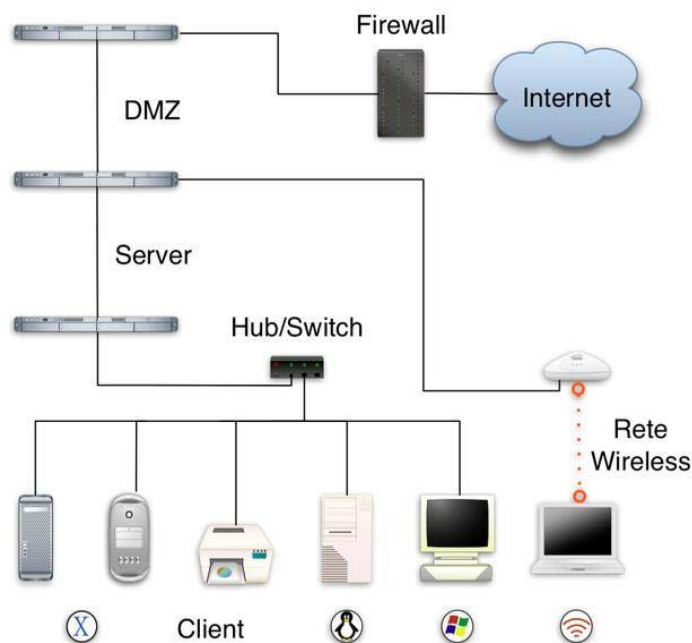 Firewall
Internet
DMZ
Server
Hub/Switch
Rete
Wireless
X
Client